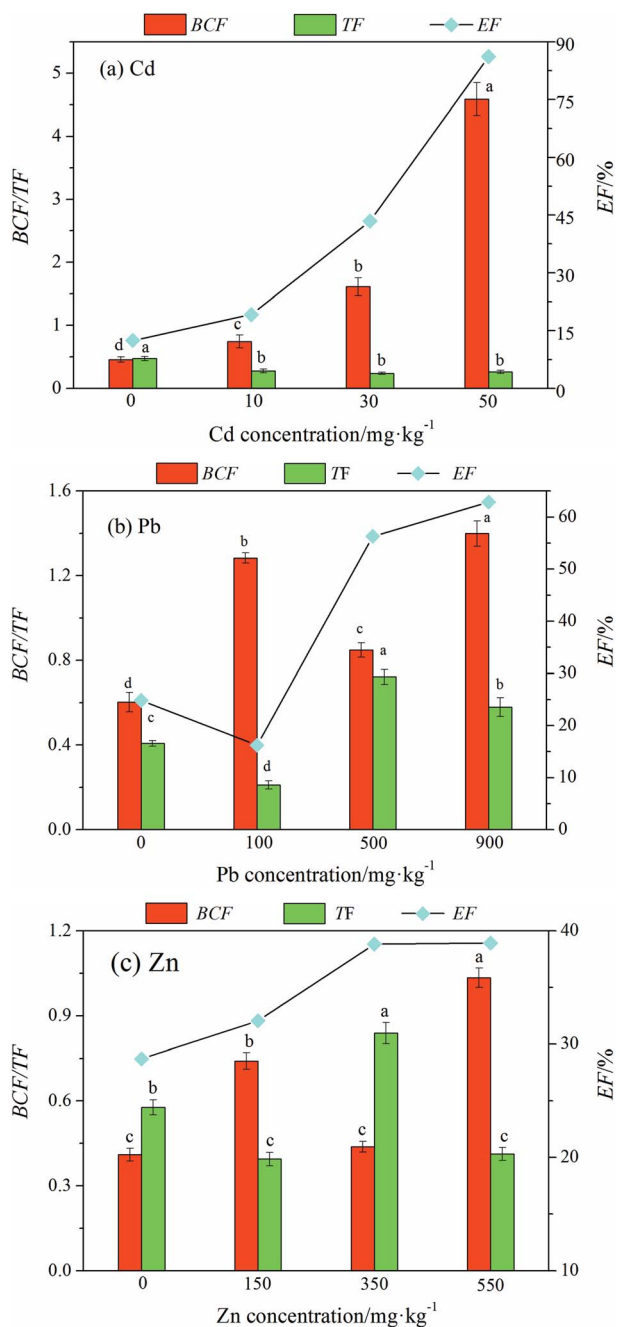 BCF TF EF
(a) Cd
5
4
3
2
1
0
BCF/TF
90
75
60
45
30
15
0
EF/%
d a c b b b a b
0 10 30 50
Cd concentration/mg·kg⁻¹
BCF TF EF
(b) Pb
1.6
1.2
0.8
0.4
0.0
BCF/TF
60
50
40
30
20
10
0
EF/%
d c b d c a a b
0 100 500 900
Pb concentration/mg·kg⁻¹
BCF TF EF
(c) Zn
1.2
0.9
0.6
0.3
0.0
BCF/TF
40
30
20
10
EF/%
c b b c c a a c
0 150 350 550
Zn concentration/mg·kg⁻¹